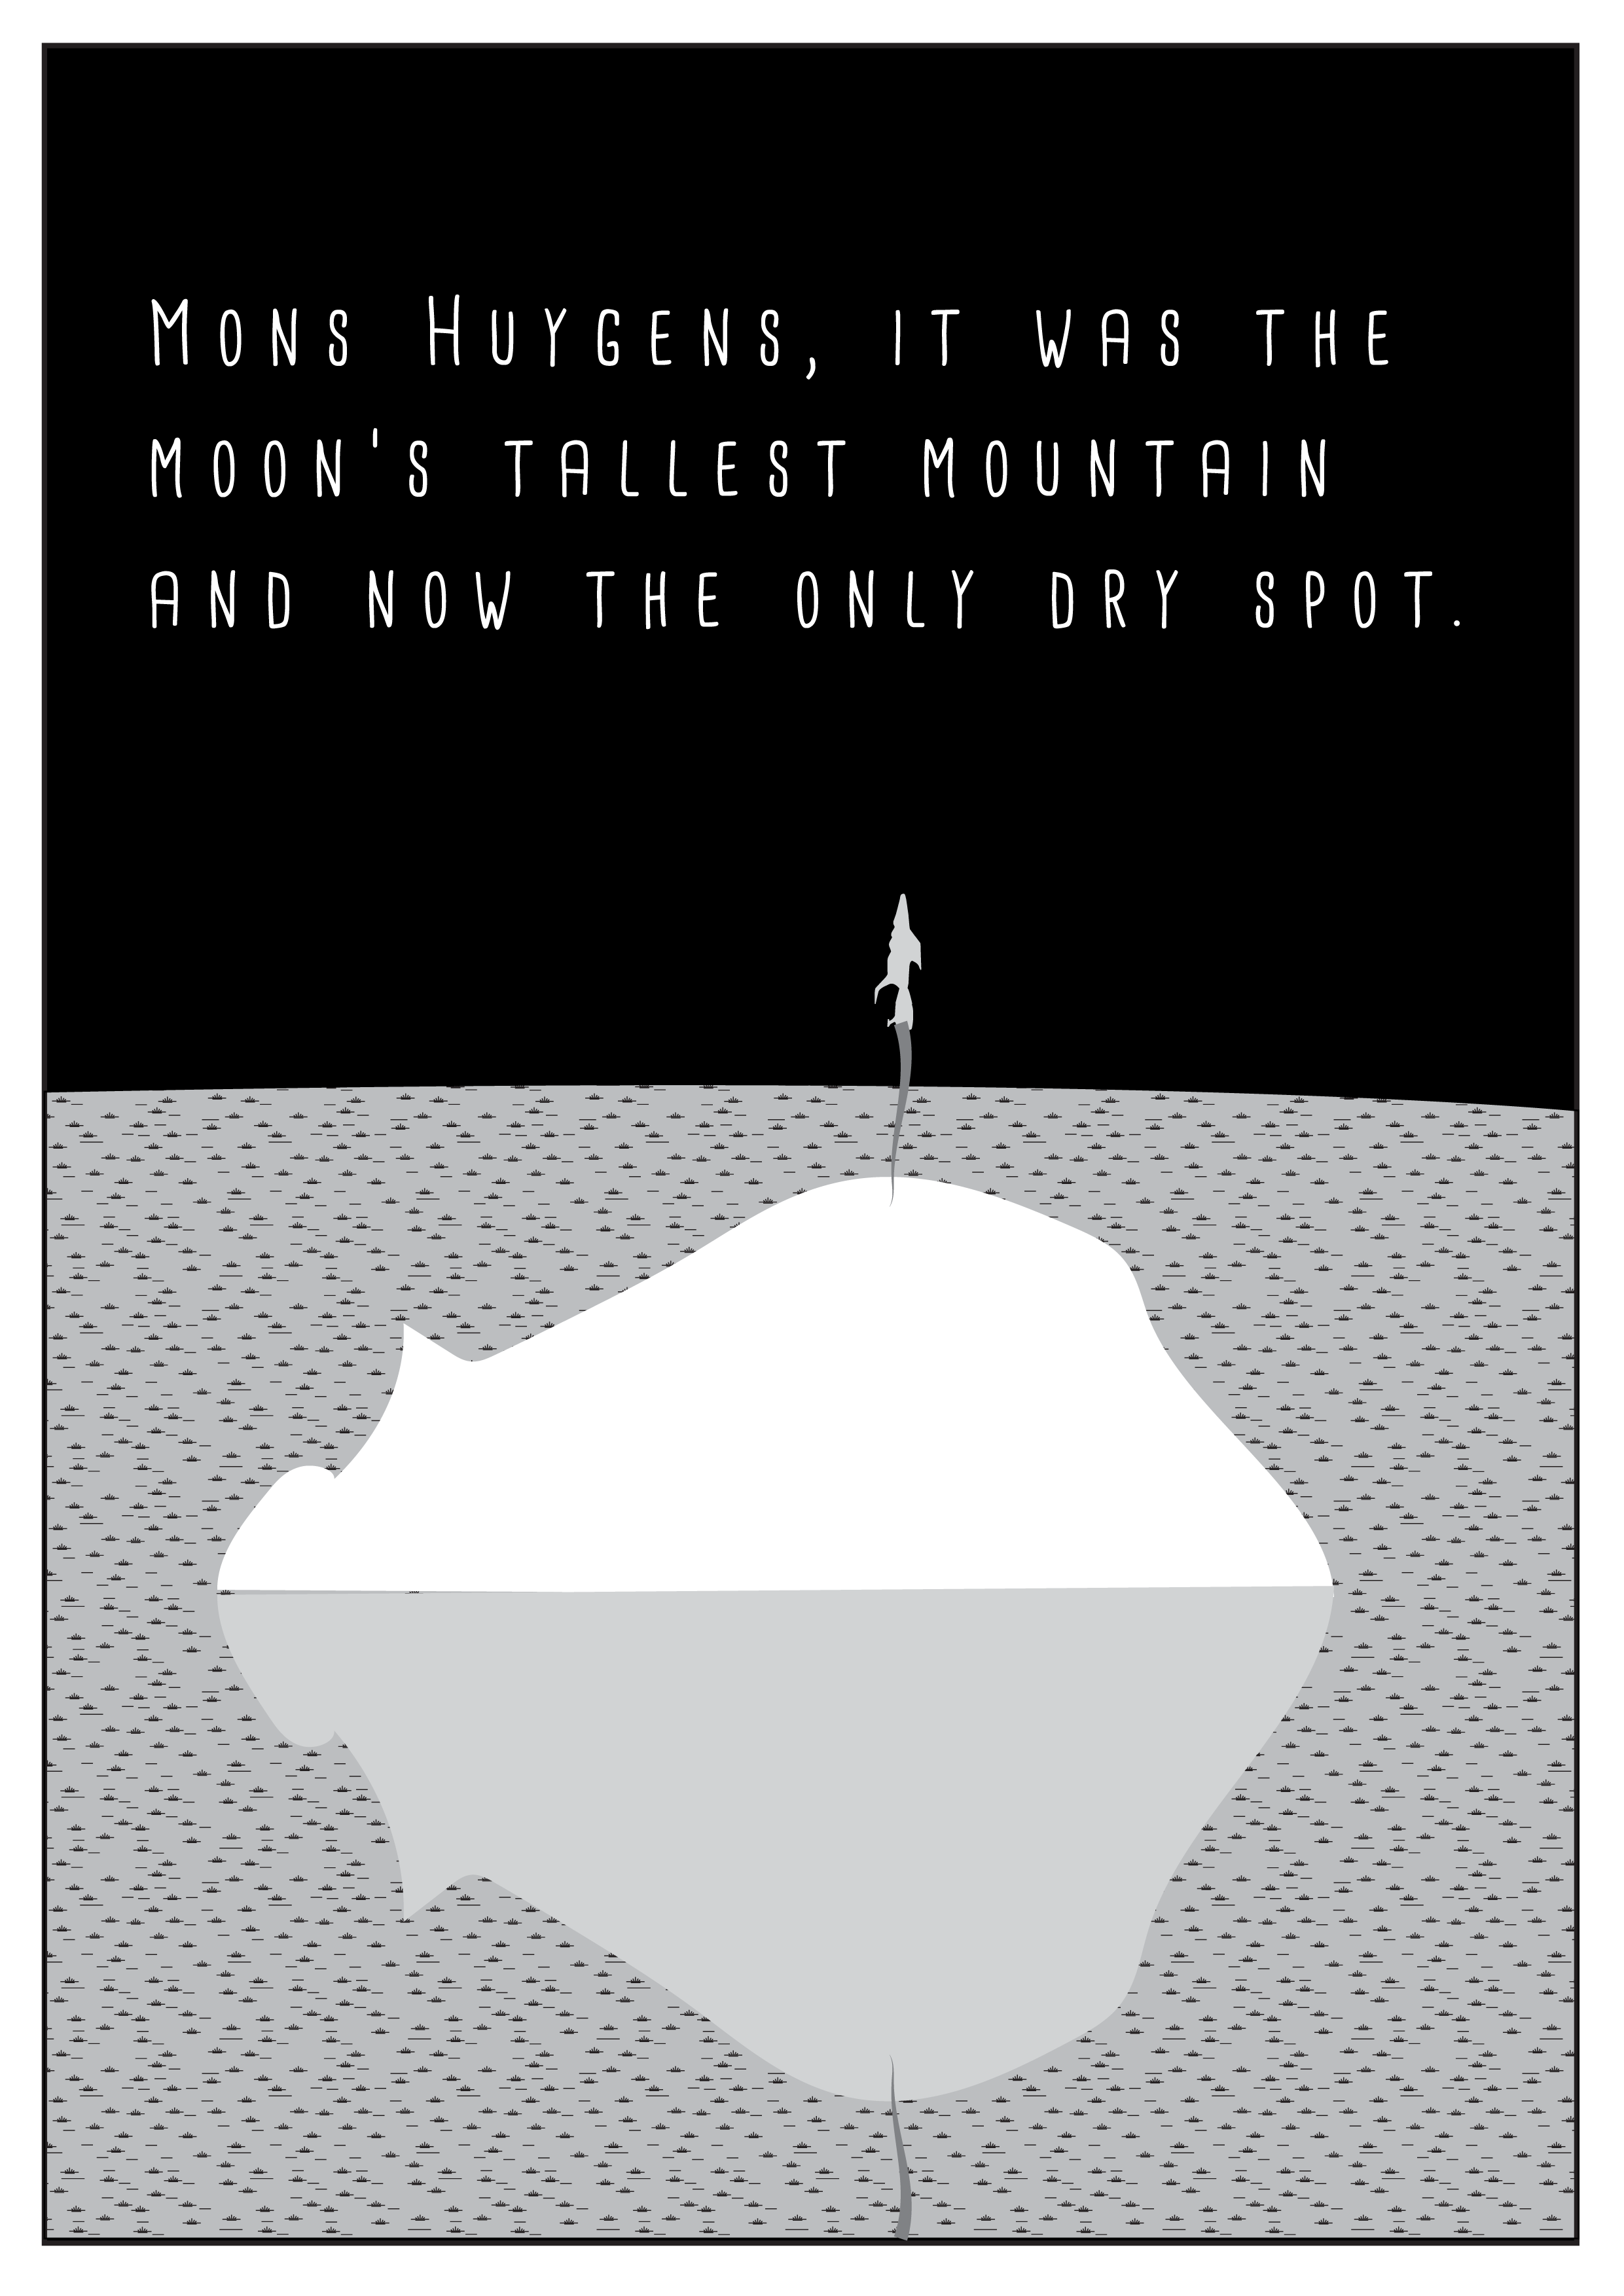 Mons Huygens, it was the
moon's tallest mountain
and now the only dry spot.